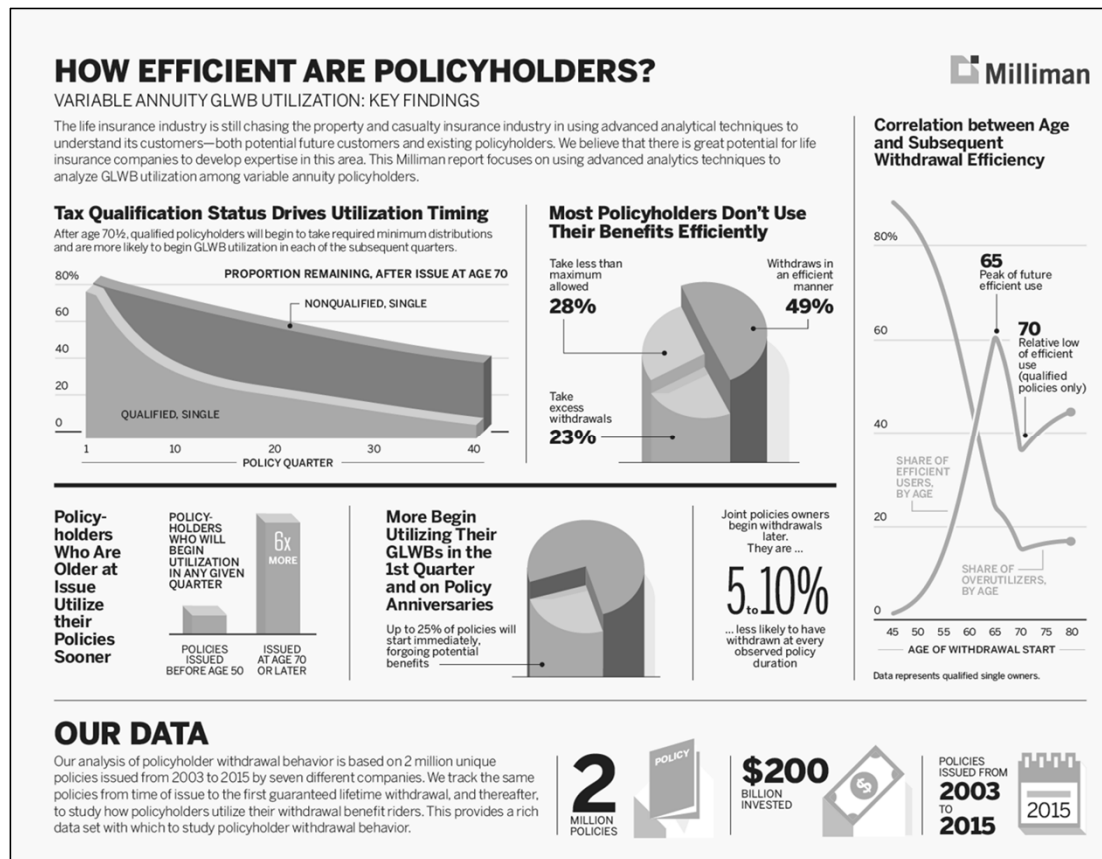 HOW EFFICIENT ARE POLICYHOLDERS?
Milliman
VARIABLE ANNUITY GLWB UTILIZATION: KEY FINDINGS
The life insurance industry is still chasing the property and casualty insurance industry in using advanced analytical techniques to
understand its customers—both potential future customers and existing policyholders. We believe that there is great potential for life
insurance companies to develop expertise in this area. This Milliman report focuses on using advanced analytics techniques to
analyze GLWB utilization among variable annuity policyholders.
Tax Qualification Status Drives Utilization Timing
After age 70½, qualified policyholders will begin to take required minimum distributions
and are more likely to begin GLWB utilization in each of the subsequent quarters.
PROPORTION REMAINING, AFTER ISSUE AT AGE 70
80%
60
40
20
0
NONQUALIFIED, SINGLE
QUALIFIED, SINGLE
1
10
20
30
40
POLICY QUARTER
Most Policyholders Don't Use
Their Benefits Efficiently
Take less than
maximum
allowed
28%
Withdraws in
an efficient
manner
49%
Take
excess
withdrawals
23%
Correlation between Age
and Subsequent
Withdrawal Efficiency
80%
60
40
20
0
65
Peak of future
efficient use
70
Relative low
of efficient
use
(qualified
policies only)
SHARE OF
EFFICIENT
USERS,
BY AGE
SHARE OF
OVERUTILIZERS,
BY AGE
45
50
55
60
65
70
75
80
AGE OF WITHDRAWAL START
Data represents qualified single owners.
Policy-
holders
Who Are
Older at
Issue
Utilize
their
Policies
Sooner
POLICY-
HOLDERS
WHO WILL
BEGIN
UTILIZATION
IN ANY GIVEN
QUARTER
6x
MORE
POLICIES
ISSUED
BEFORE AGE 50
ISSUED
AT AGE 70
OR LATER
More Begin
Utilizing Their
GLWBs in the
1st Quarter
and on Policy
Anniversaries
Up to 25% of policies will
start immediately,
forgoing potential
benefits
Joint policies owners
begin withdrawals
later.
They are ...
5 to 10%
... less likely to have
withdrawn at every
observed policy
duration
OUR DATA
Our analysis of policyholder withdrawal behavior is based on 2 million unique
policies issued from 2003 to 2015 by seven different companies. We track the same
policies from time of issue to the first guaranteed lifetime withdrawal, and thereafter,
to study how policyholders utilize their withdrawal benefit riders. This provides a rich
data set with which to study policyholder withdrawal behavior.
2
MILLION
POLICIES
POLICY
$200
BILLION
INVESTED
$
POLICIES
ISSUED FROM
2003
TO
2015
2015